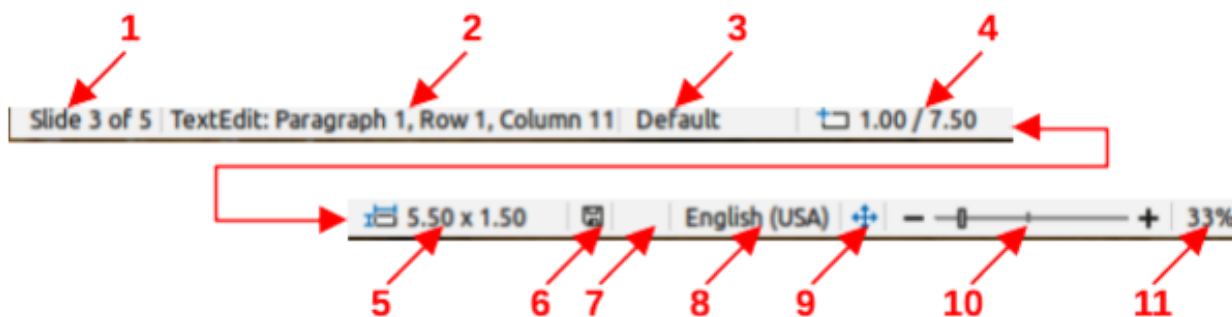 1 2 3 4
Slide 3 of 5 TextEdit: Paragraph 1, Row 1, Column 11 Default 1.00 / 7.50
5.50 x 1.50 English (USA) 33%
5 6 7 8 9 10 11